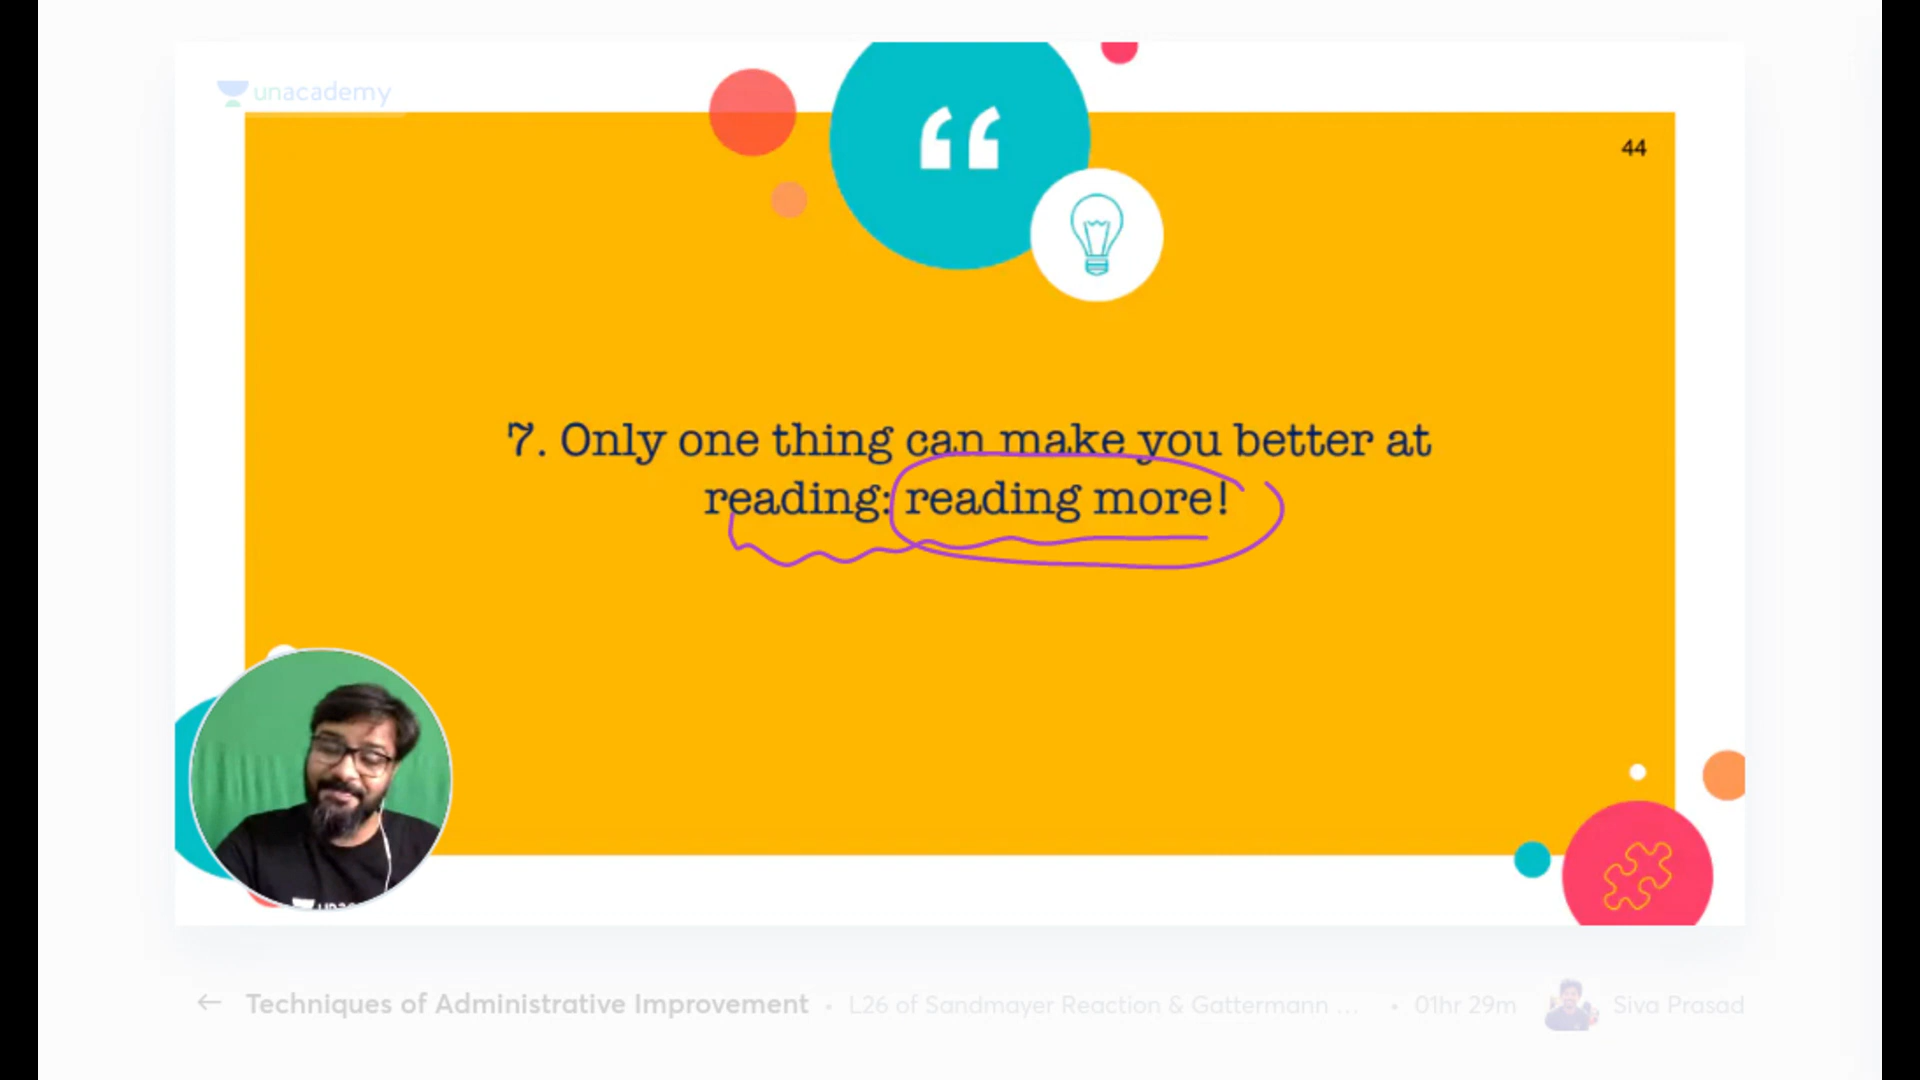 unacademy
44
7. Only one thing can make you better at
reading: reading more!
Techniques of Administrative Improvement • L26 of Sandmayer Reaction & Gattermann ... • 01hr 29m Siva Prasad